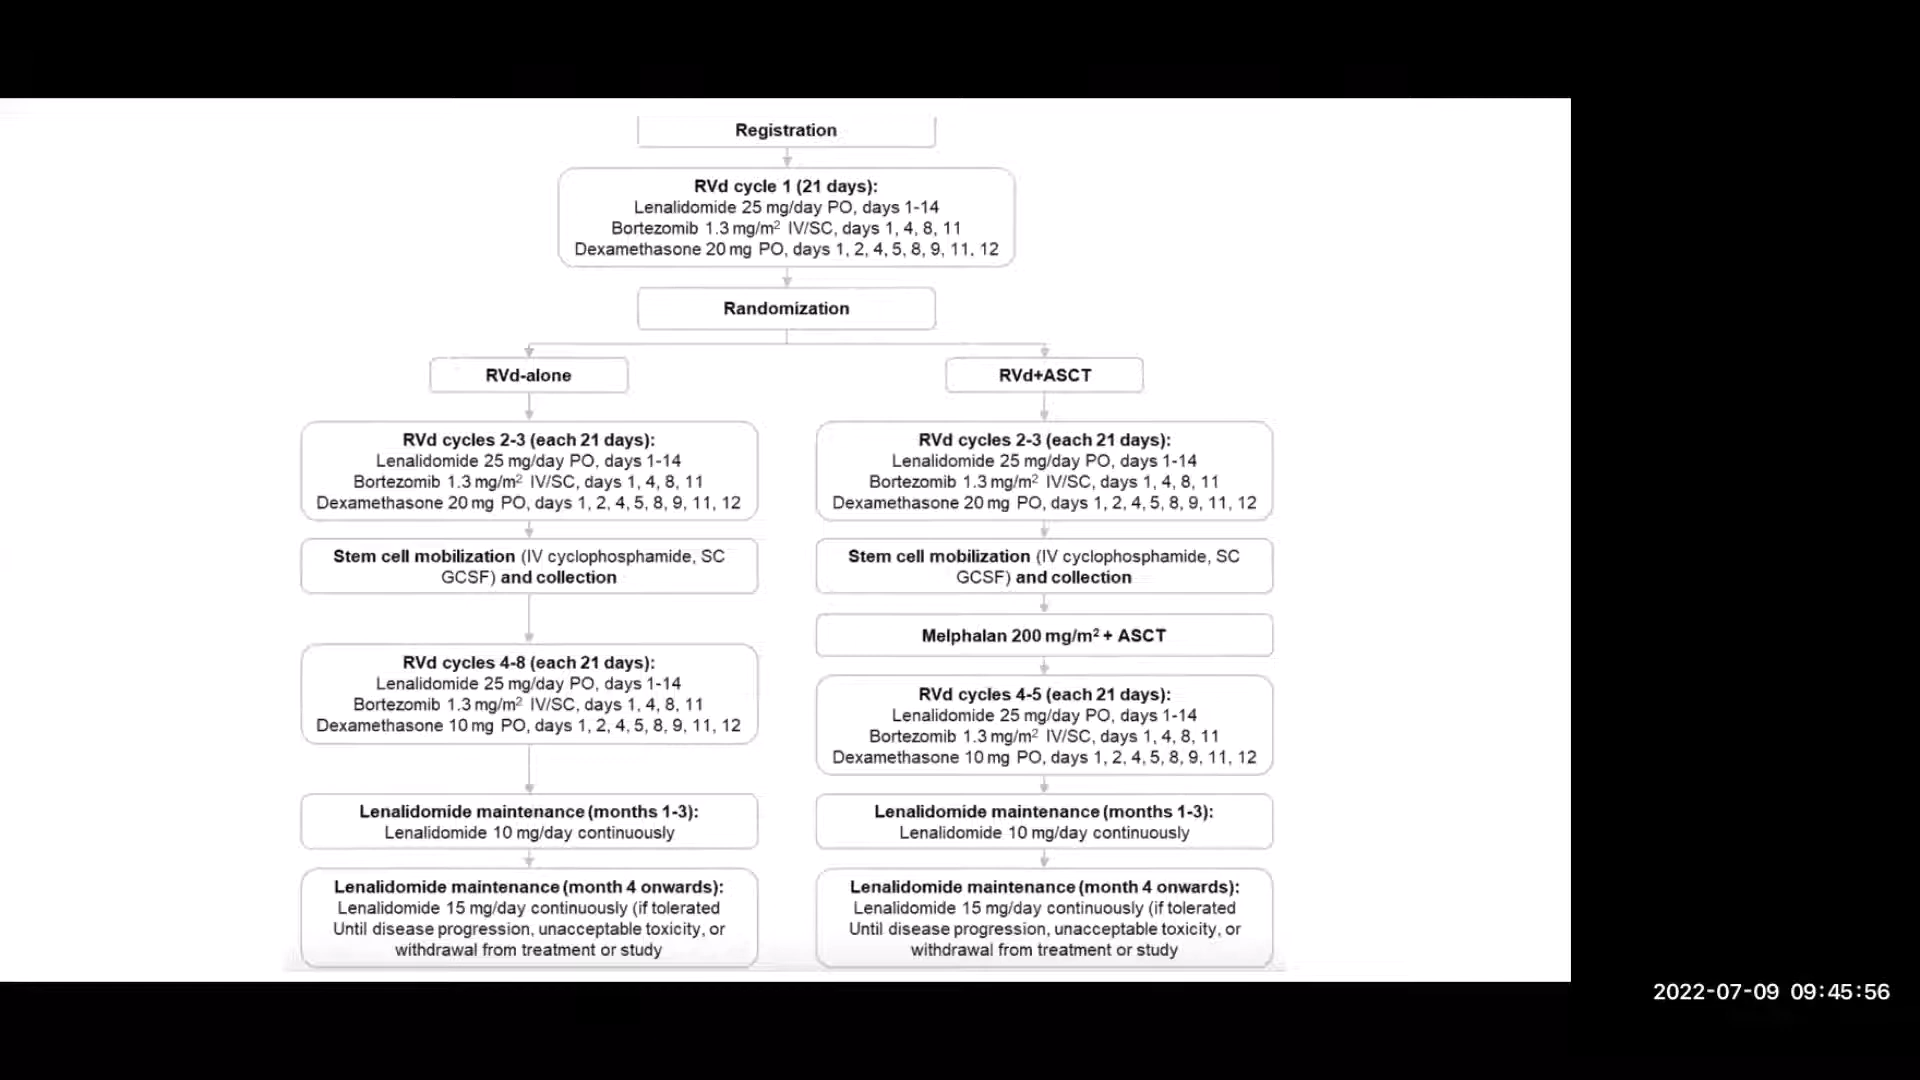 Registration
RVd cycle 1 (21 days):
Lenalidomide 25 mg/day PO, days 1-14
Bortezomib 1.3 mg/m² IV/SC, days 1, 4, 8, 11
Dexamethasone 20 mg PO, days 1, 2, 4, 5, 8, 9, 11, 12
Randomization
RVd-alone
RVd cycles 2-3 (each 21 days):
Lenalidomide 25 mg/day PO, days 1-14
Bortezomib 1.3 mg/m² IV/SC, days 1, 4, 8, 11
Dexamethasone 20 mg PO, days 1, 2, 4, 5, 8, 9, 11, 12
Stem cell mobilization (IV cyclophosphamide, SC
GCSF) and collection
RVd cycles 4-8 (each 21 days):
Lenalidomide 25 mg/day PO, days 1-14
Bortezomib 1.3 mg/m² IV/SC, days 1, 4, 8, 11
Dexamethasone 10 mg PO, days 1, 2, 4, 5, 8, 9, 11, 12
Lenalidomide maintenance (months 1-3):
Lenalidomide 10 mg/day continuously
Lenalidomide maintenance (month 4 onwards):
Lenalidomide 15 mg/day continuously (if tolerated
Until disease progression, unacceptable toxicity, or
withdrawal from treatment or study
RVd+ASCT
RVd cycles 2-3 (each 21 days):
Lenalidomide 25 mg/day PO, days 1-14
Bortezomib 1.3 mg/m² IV/SC, days 1, 4, 8, 11
Dexamethasone 20 mg PO, days 1, 2, 4, 5, 8, 9, 11, 12
Stem cell mobilization (IV cyclophosphamide, SC
GCSF) and collection
Melphalan 200 mg/m² + ASCT
RVd cycles 4-5 (each 21 days):
Lenalidomide 25 mg/day PO, days 1-14
Bortezomib 1.3 mg/m² IV/SC, days 1, 4, 8, 11
Dexamethasone 10 mg PO, days 1, 2, 4, 5, 8, 9, 11, 12
Lenalidomide maintenance (months 1-3):
Lenalidomide 10 mg/day continuously
Lenalidomide maintenance (month 4 onwards):
Lenalidomide 15 mg/day continuously (if tolerated
Until disease progression, unacceptable toxicity, or
withdrawal from treatment or study
2022-07-09 09:45:56